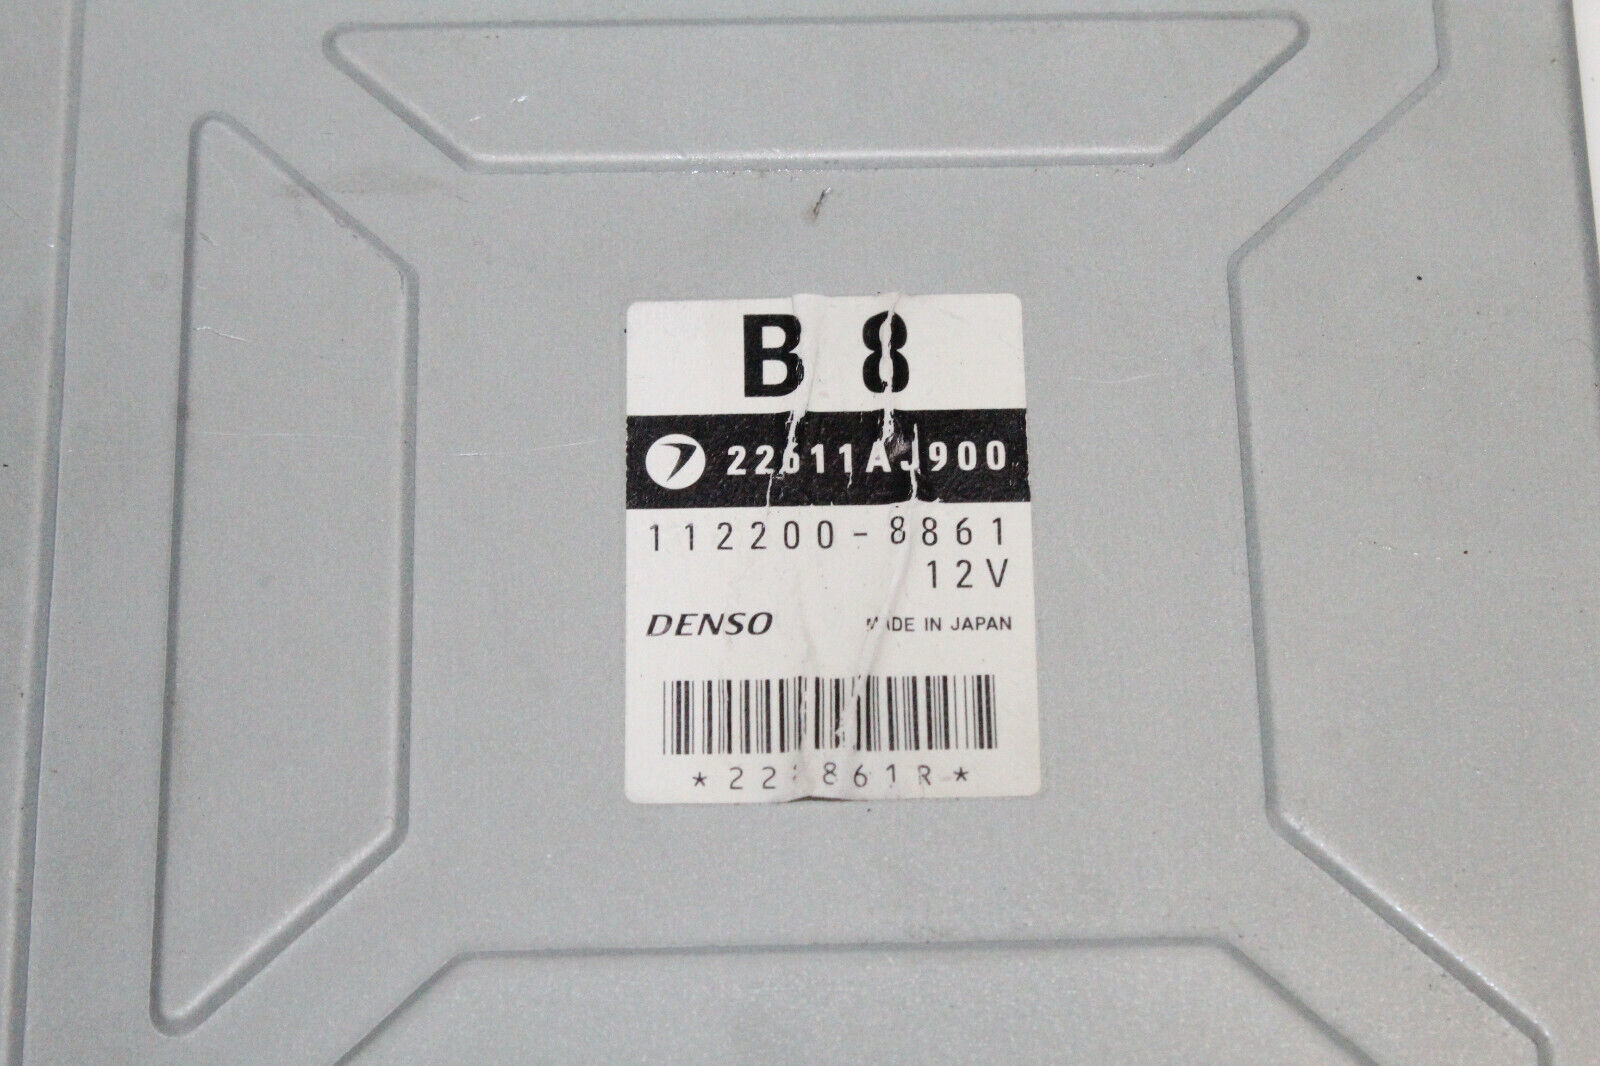 B 8
22611AJ900
112200-8861
12V
DENSO
MADE IN JAPAN